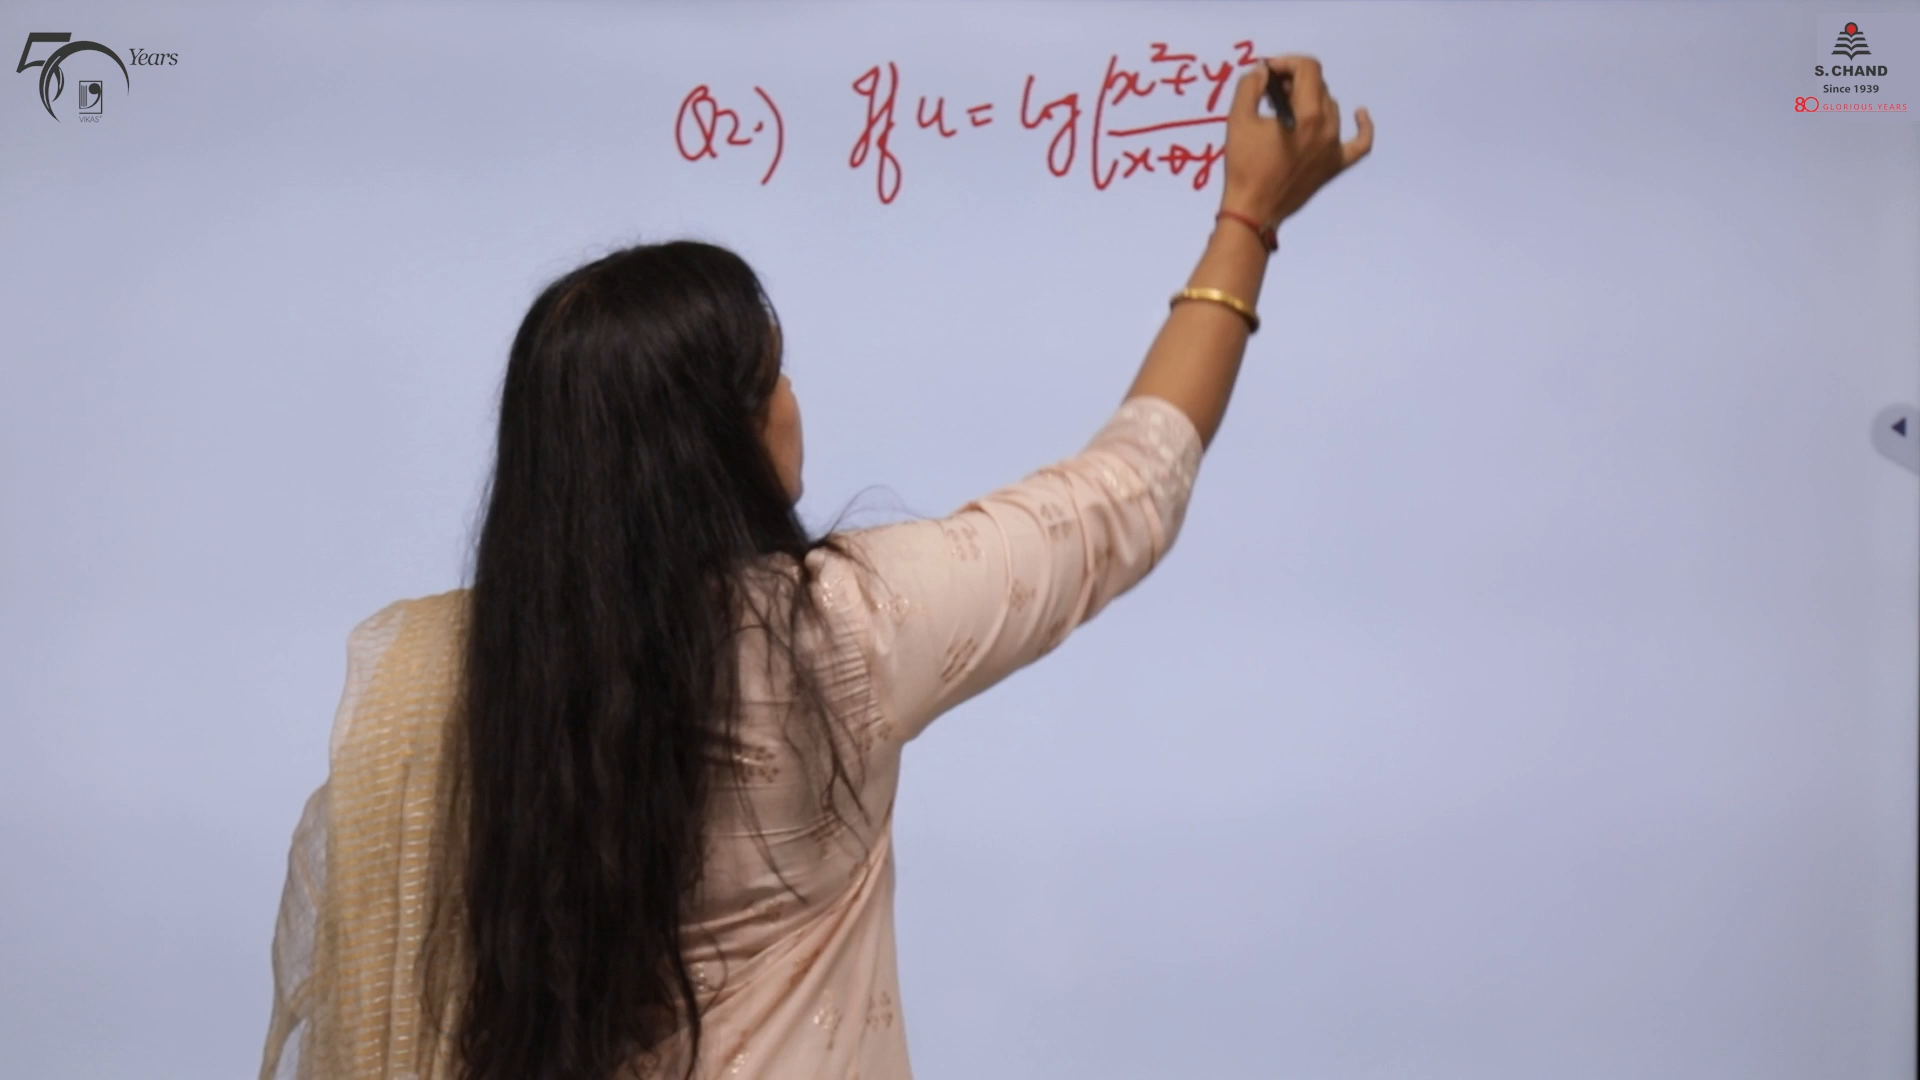 50 Years
VIKAS
S. CHAND
Since 1939
80 GLORIOUS YEARS
Q2.) If u = log(x²+y²
x+y